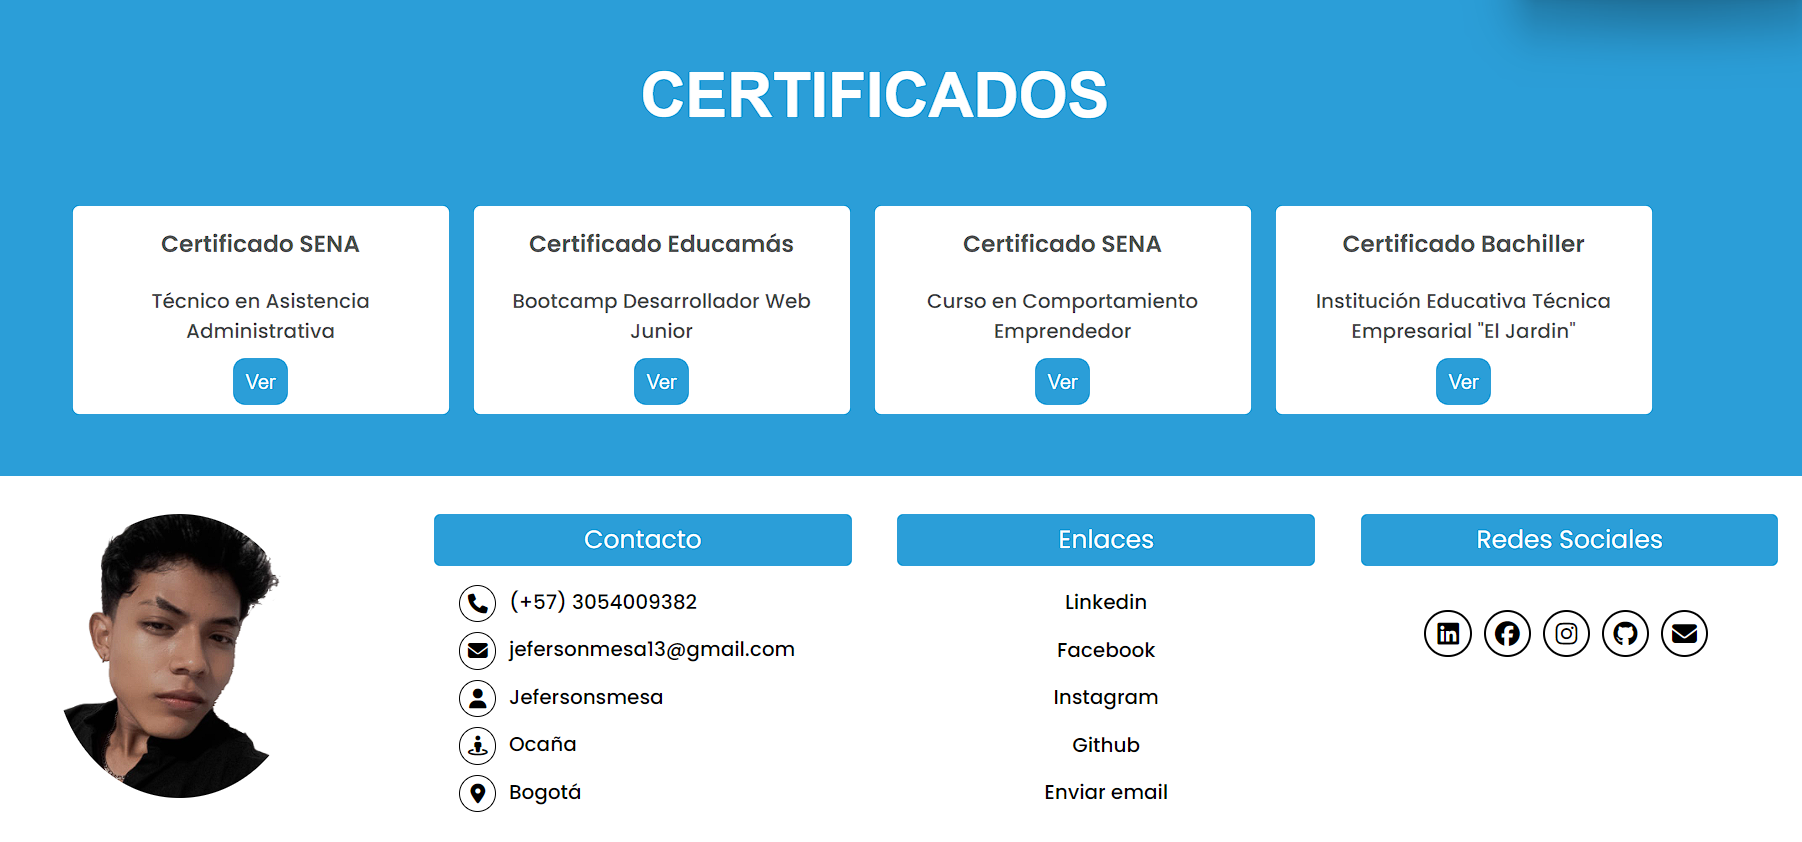 CERTIFICADOS
Certificado SENA
Técnico en Asistencia
Administrativa
Ver
Certificado Educamás
Bootcamp Desarrollador Web
Junior
Ver
Certificado SENA
Curso en Comportamiento
Emprendedor
Ver
Certificado Bachiller
Institución Educativa Técnica
Empresarial "El Jardin"
Ver
Contacto
(+57) 3054009382
jefersonmesa13@gmail.com
Jefersonsmesa
Ocaña
Bogotá
Enlaces
Linkedin
Facebook
Instagram
Github
Enviar email
Redes Sociales